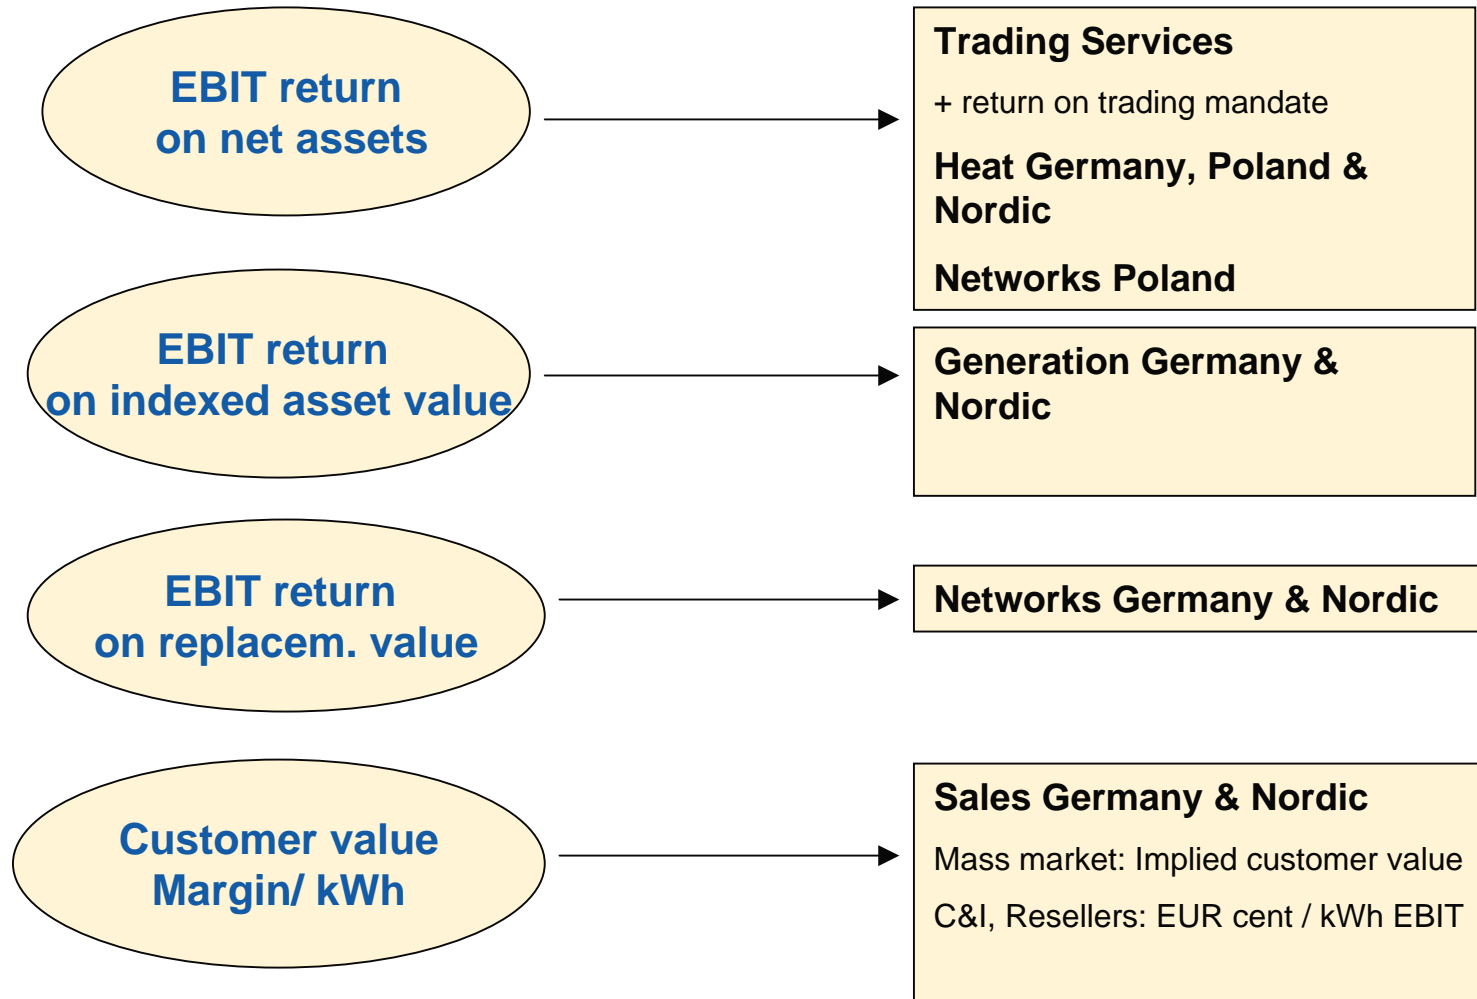 EBIT return
on net assets
Trading Services
+ return on trading mandate
Heat Germany, Poland &
Nordic
Networks Poland
EBIT return
on indexed asset value
Generation Germany &
Nordic
EBIT return
on replacem. value
Networks Germany & Nordic
Customer value
Margin/ kWh
Sales Germany & Nordic
Mass market: Implied customer value
C&I, Resellers: EUR cent / kWh EBIT